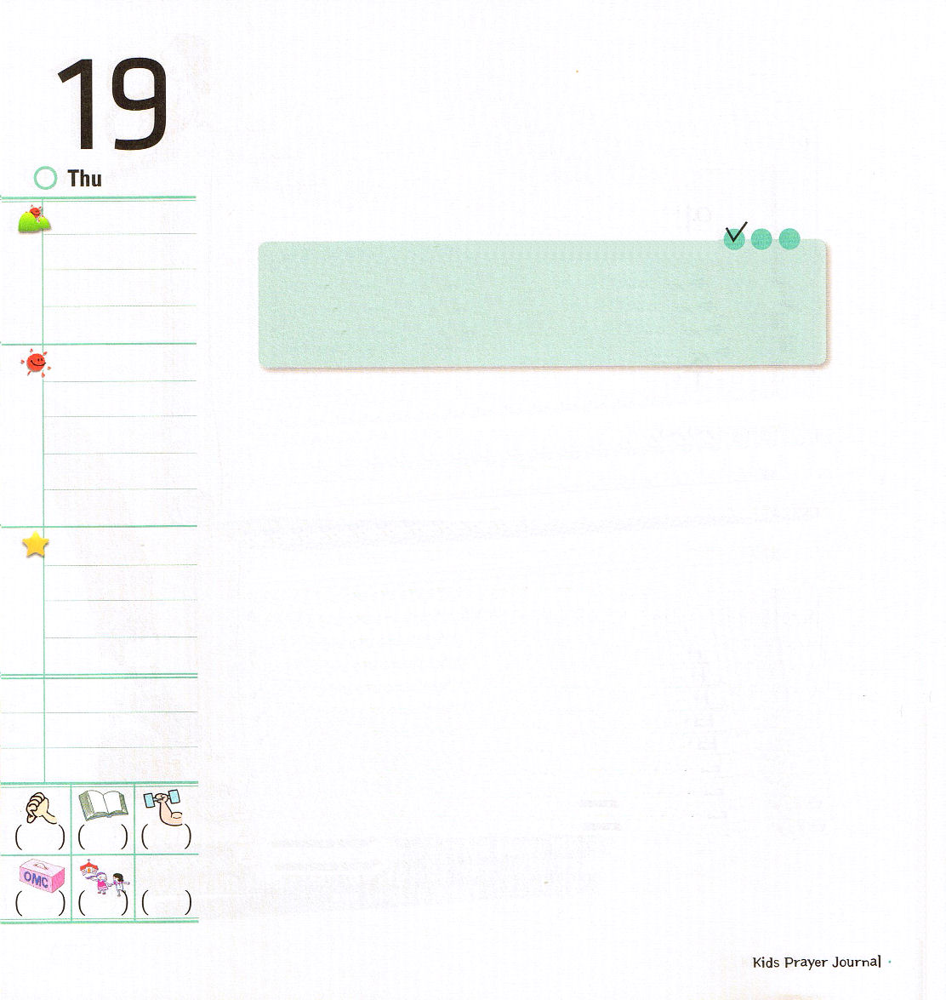 19
Thu
( ) ( ) ( )
OMC
( ) ( ) ( )
Kids Prayer Journal